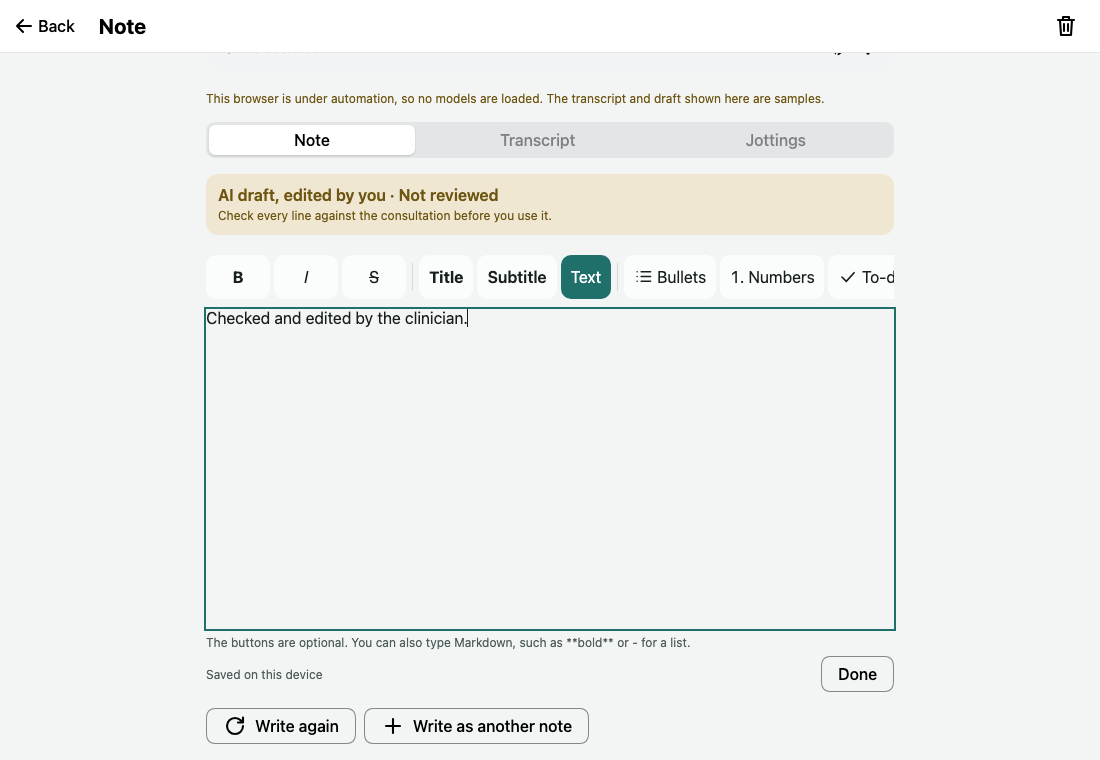 Back
Note
This browser is under automation, so no models are loaded. The transcript and draft shown here are samples.
Note Transcript Jottings
AI draft, edited by you · Not reviewed
Check every line against the consultation before you use it.
B I S Title Subtitle Text Bullets 1. Numbers
Checked and edited by the clinician.
The buttons are optional. You can also type Markdown, such as **bold** or - for a list.
Saved on this device
Done
Write again
Write as another note